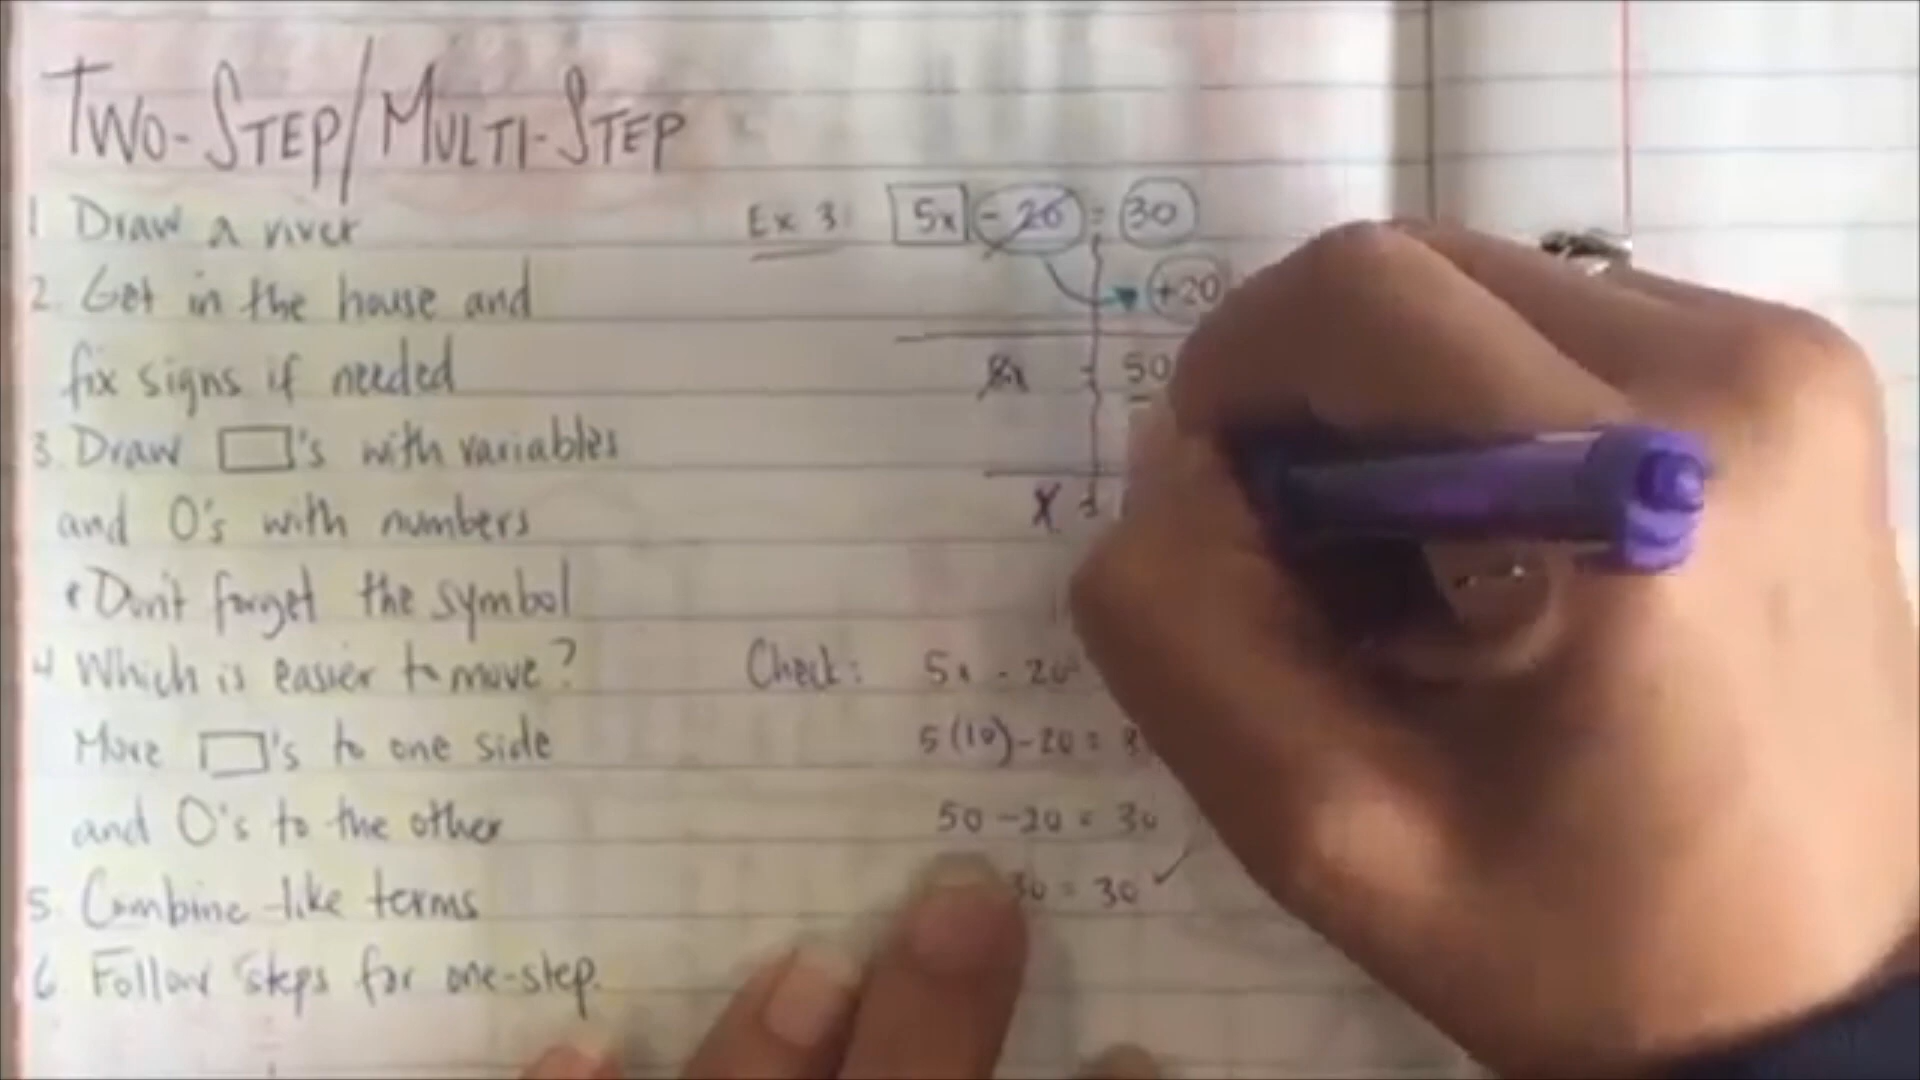 TWO-STEP/MULTI-STEP
1. Draw a river
2. Get in the house and
fix signs if needed
3. Draw □'s with variables
and O's with numbers
• Don't forget the symbol
4. Which is easier to move?
Move □'s to one side
and O's to the other
5. Combine like terms
6. Follow steps for one-step.
Ex 3: 5x - 20 = 30
+20
5x = 50
x =
Check: 5x - 20
5(10) - 20 = 3
50 - 20 = 30
30 = 30 ✓